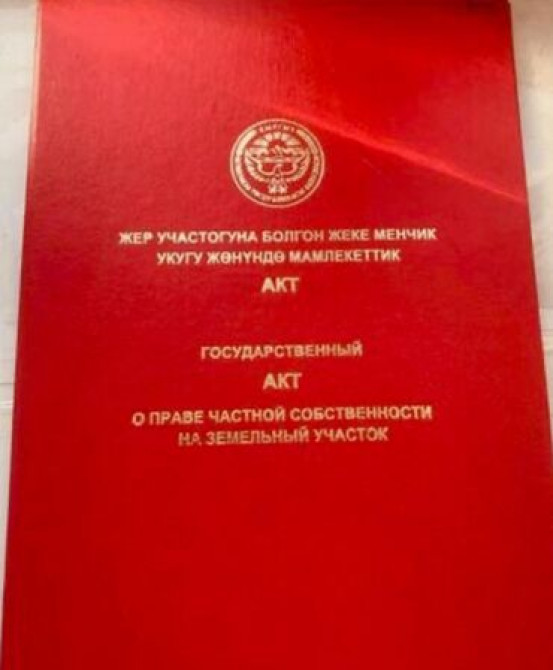 ЖЕР УЧАСТОГУНА БОЛГОН ЖЕКЕ МЕНЧИК
УКУГУ ЖӨНҮНДӨ МАМЛЕКЕТТИК
АКТ
ГОСУДАРСТВЕННЫЙ
АКТ
О ПРАВЕ ЧАСТНОЙ СОБСТВЕННОСТИ
НА ЗЕМЕЛЬНЫЙ УЧАСТОК